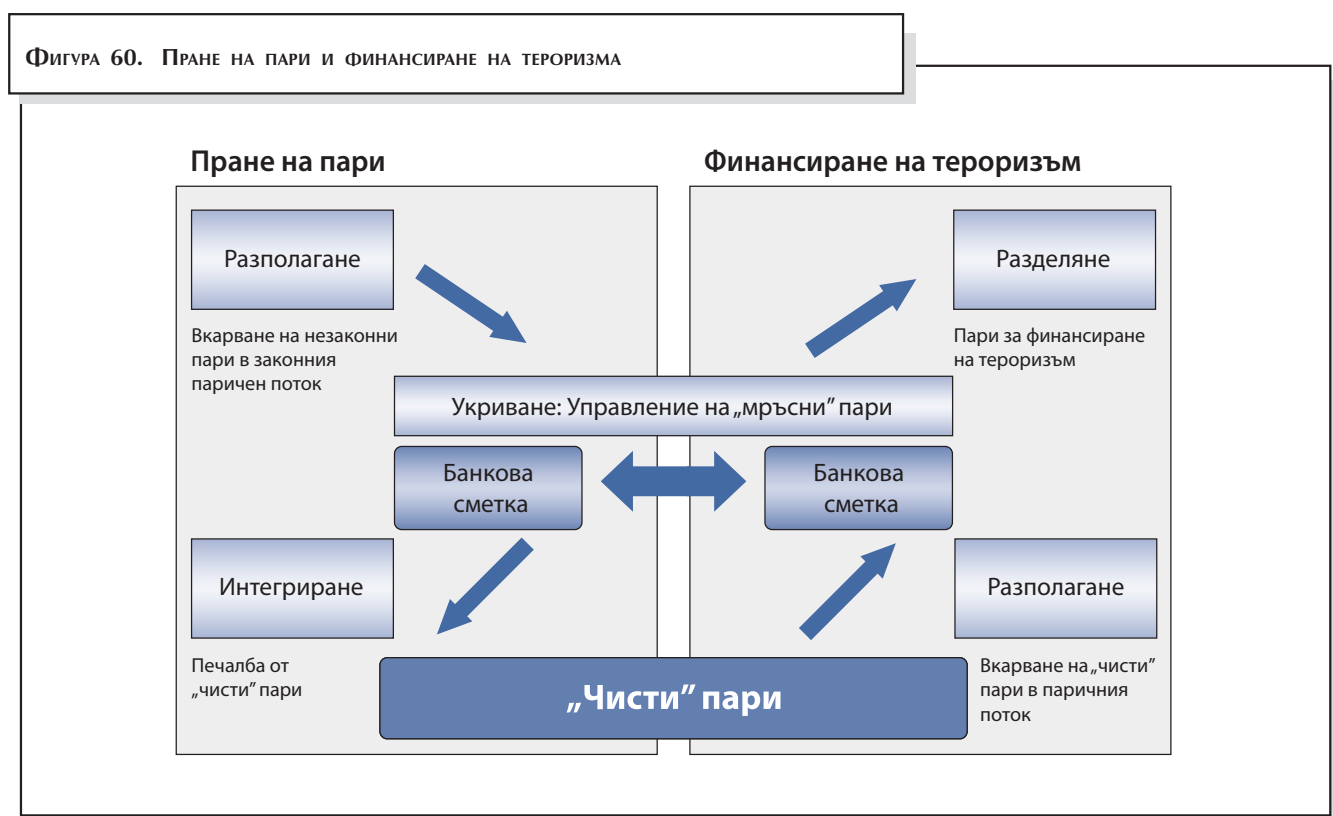 Фигура 60. Пране на пари и финансиране на тероризма
Пране на пари
Разполагане
Вкарване на незаконни
пари в законния
паричен поток
Финансиране на тероризъм
Разделяне
Пари за финансиране
на тероризъм
Укриване: Управление на „мръсни” пари
Банкова
сметка
Банкова
сметка
Интегриране
Печалба от
„чисти” пари
Разполагане
Вкарване на „чисти”
пари в паричния
поток
„Чисти” пари